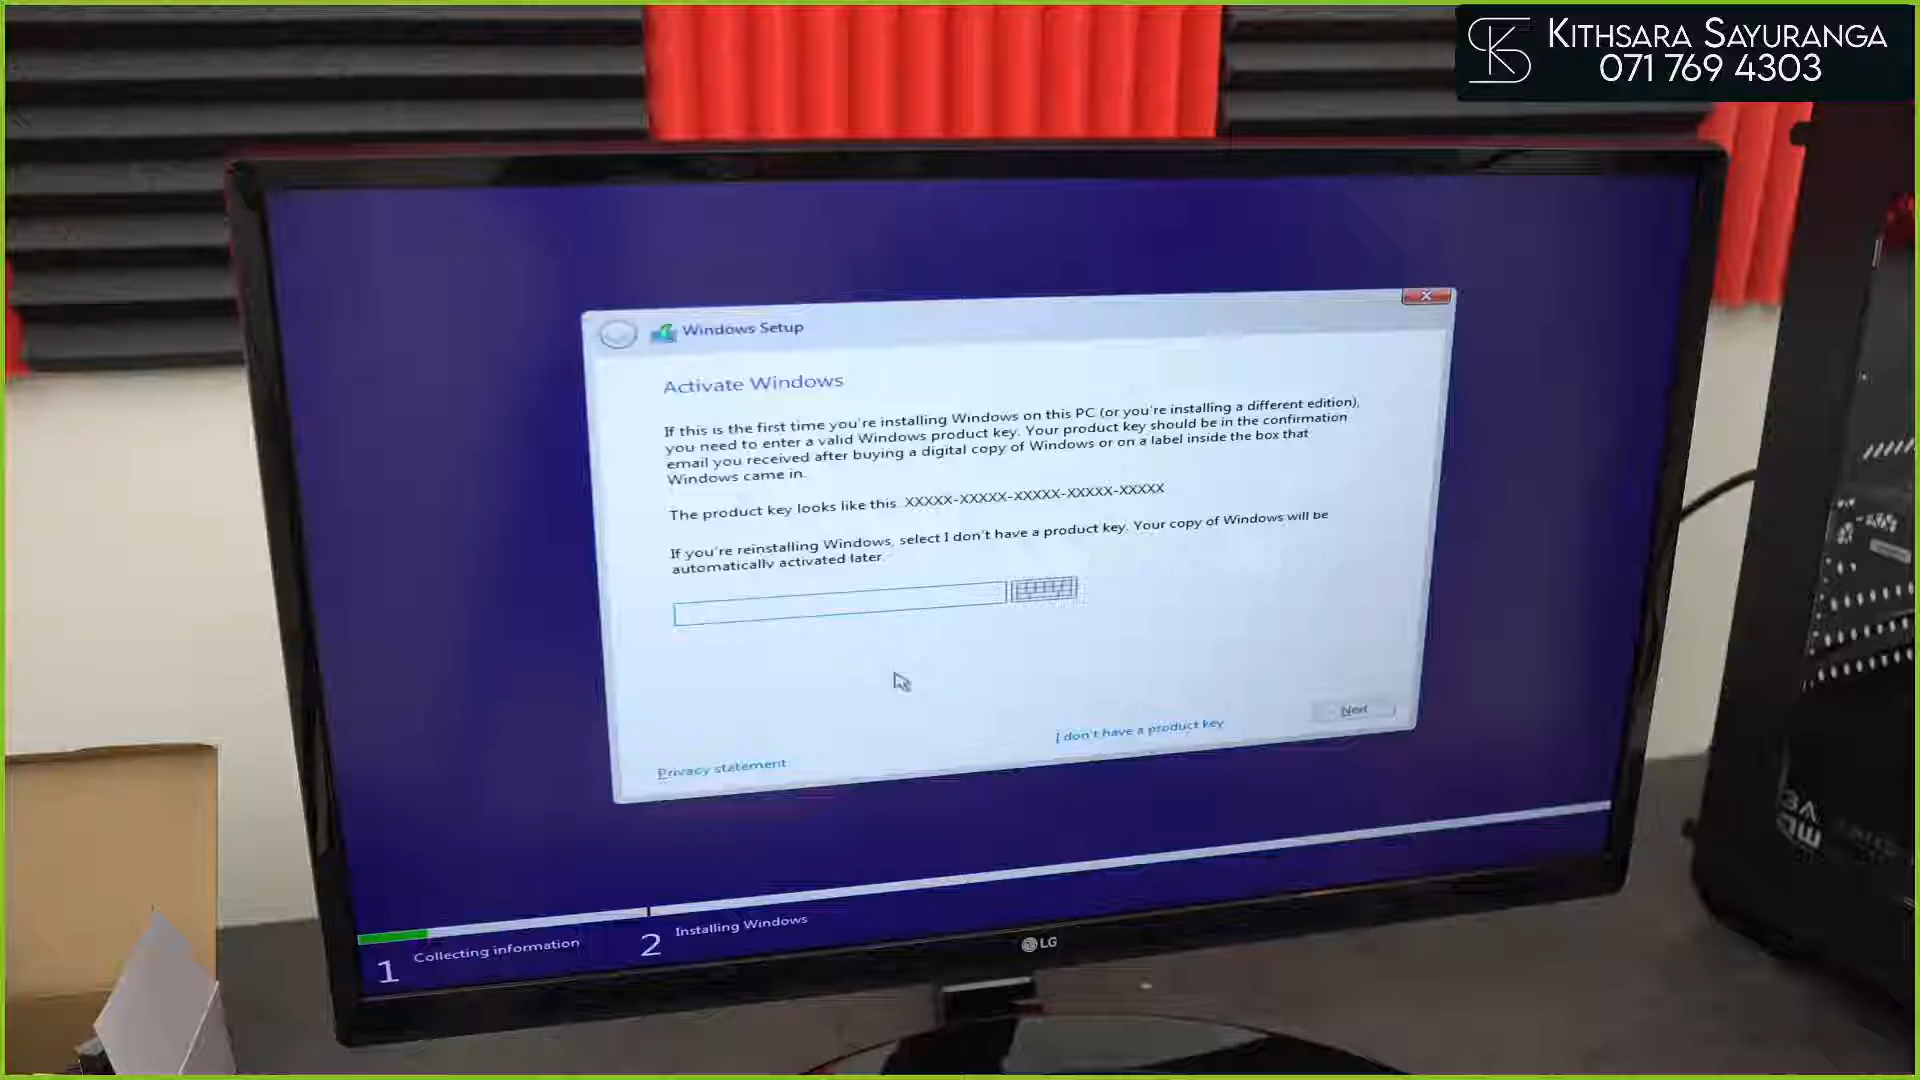 KITHSARA SAYURANGA
071 769 4303
Windows Setup
Activate Windows
If this is the first time you're installing Windows on this PC (or you're installing a different edition),
you need to enter a valid Windows product key. Your product key should be in the confirmation
email you received after buying a digital copy of Windows or on a label inside the box that
Windows came in.
The product key looks like this: XXXXX-XXXXX-XXXXX-XXXXX-XXXXX
If you're reinstalling Windows, select I don't have a product key. Your copy of Windows will be
automatically activated later.
I don't have a product key
Next
Privacy statement
1 Collecting information
2 Installing Windows
LG